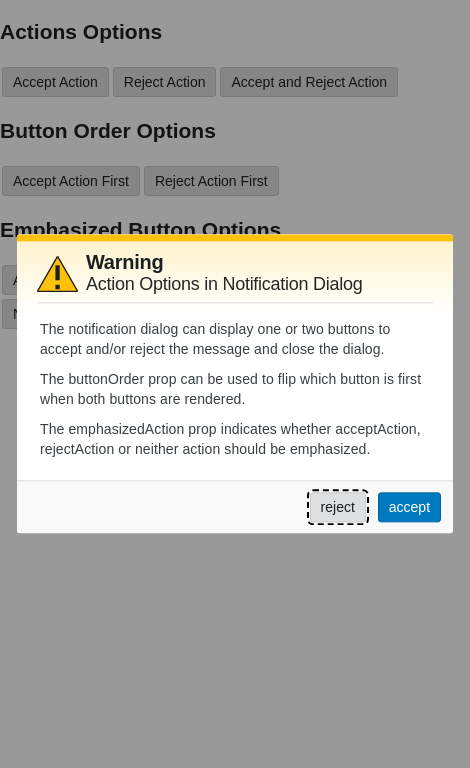 Actions Options
Accept Action Reject Action Accept and Reject Action
Button Order Options
Accept Action First Reject Action First
Emphasized Button Options
Warning
Action Options in Notification Dialog
The notification dialog can display one or two buttons to
accept and/or reject the message and close the dialog.
The buttonOrder prop can be used to flip which button is first
when both buttons are rendered.
The emphasizedAction prop indicates whether acceptAction,
rejectAction or neither action should be emphasized.
reject accept